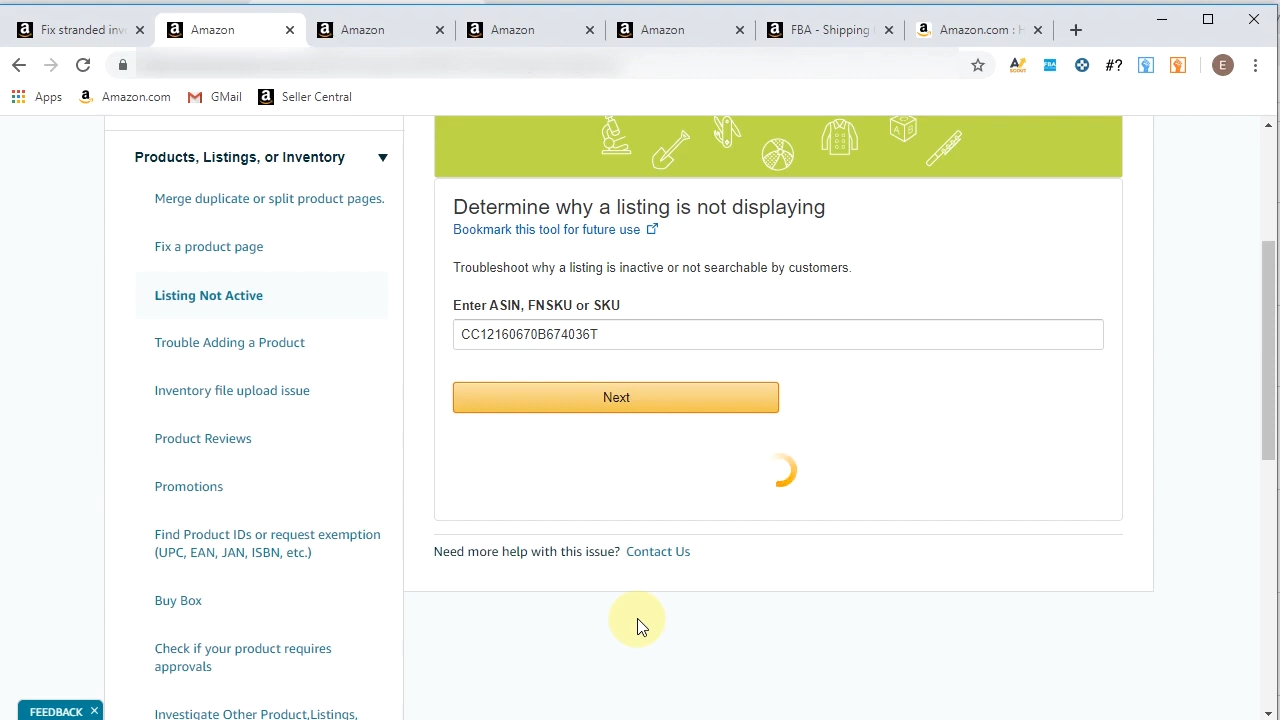 Fix stranded inv
Amazon
Amazon
Amazon
Amazon
FBA - Shipping
Amazon.com :
Apps
Amazon.com
GMail
Seller Central
Products, Listings, or Inventory
Merge duplicate or split product pages.
Fix a product page
Listing Not Active
Trouble Adding a Product
Inventory file upload issue
Product Reviews
Promotions
Find Product IDs or request exemption
(UPC, EAN, JAN, ISBN, etc.)
Buy Box
Check if your product requires
approvals
Investigate Other Product,Listings,
FEEDBACK
Determine why a listing is not displaying
Bookmark this tool for future use
Troubleshoot why a listing is inactive or not searchable by customers.
Enter ASIN, FNSKU or SKU
CC12160670B674036T
Next
Need more help with this issue? Contact Us